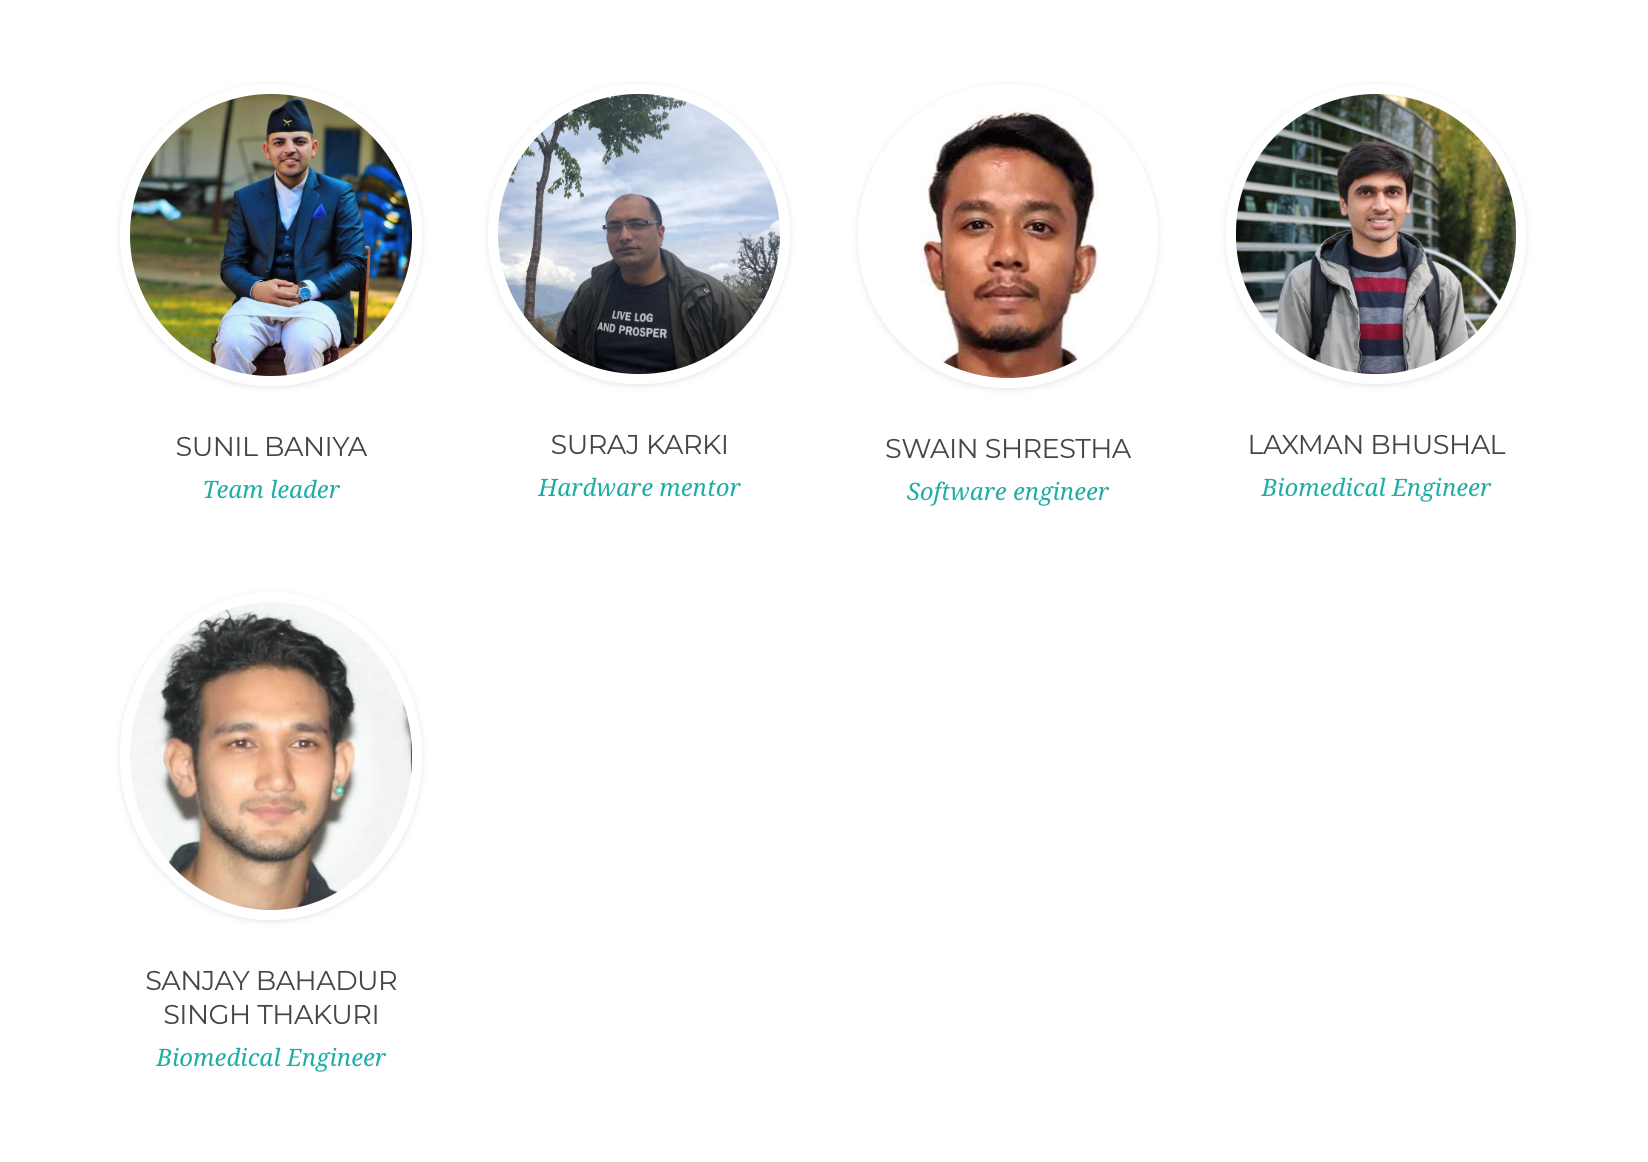 LIVE LOG
AND PROSPER
SUNIL BANIYA
Team leader
SURAJ KARKI
Hardware mentor
SWAIN SHRESTHA
Software engineer
LAXMAN BHUSHAL
Biomedical Engineer
SANJAY BAHADUR
SINGH THAKURI
Biomedical Engineer